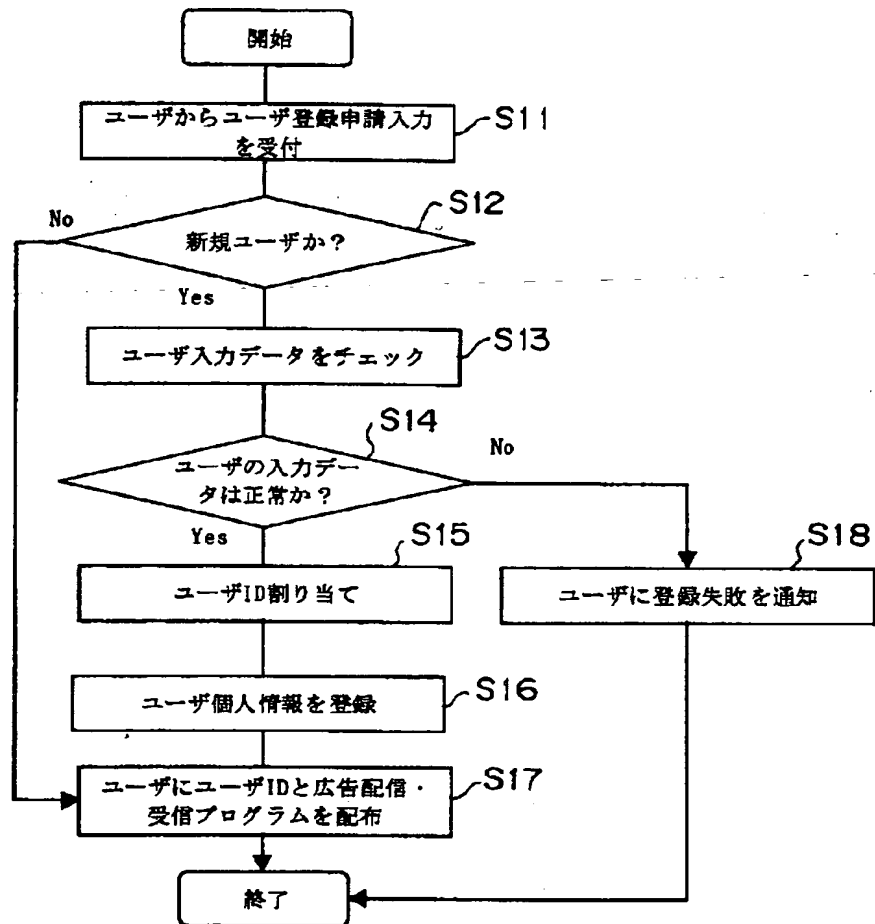 開始
ユーザからユーザ登録申請入力
を受付
S11
S12
No
新規ユーザか?
Yes
S13
ユーザ入力データをチェック
S14
No
ユーザの入力デー
タは正常か?
Yes
S15
S18
ユーザID割り当て
ユーザに登録失敗を通知
S16
ユーザ個人情報を登録
S17
ユーザにユーザIDと広告配信・
受信プログラムを配布
終了